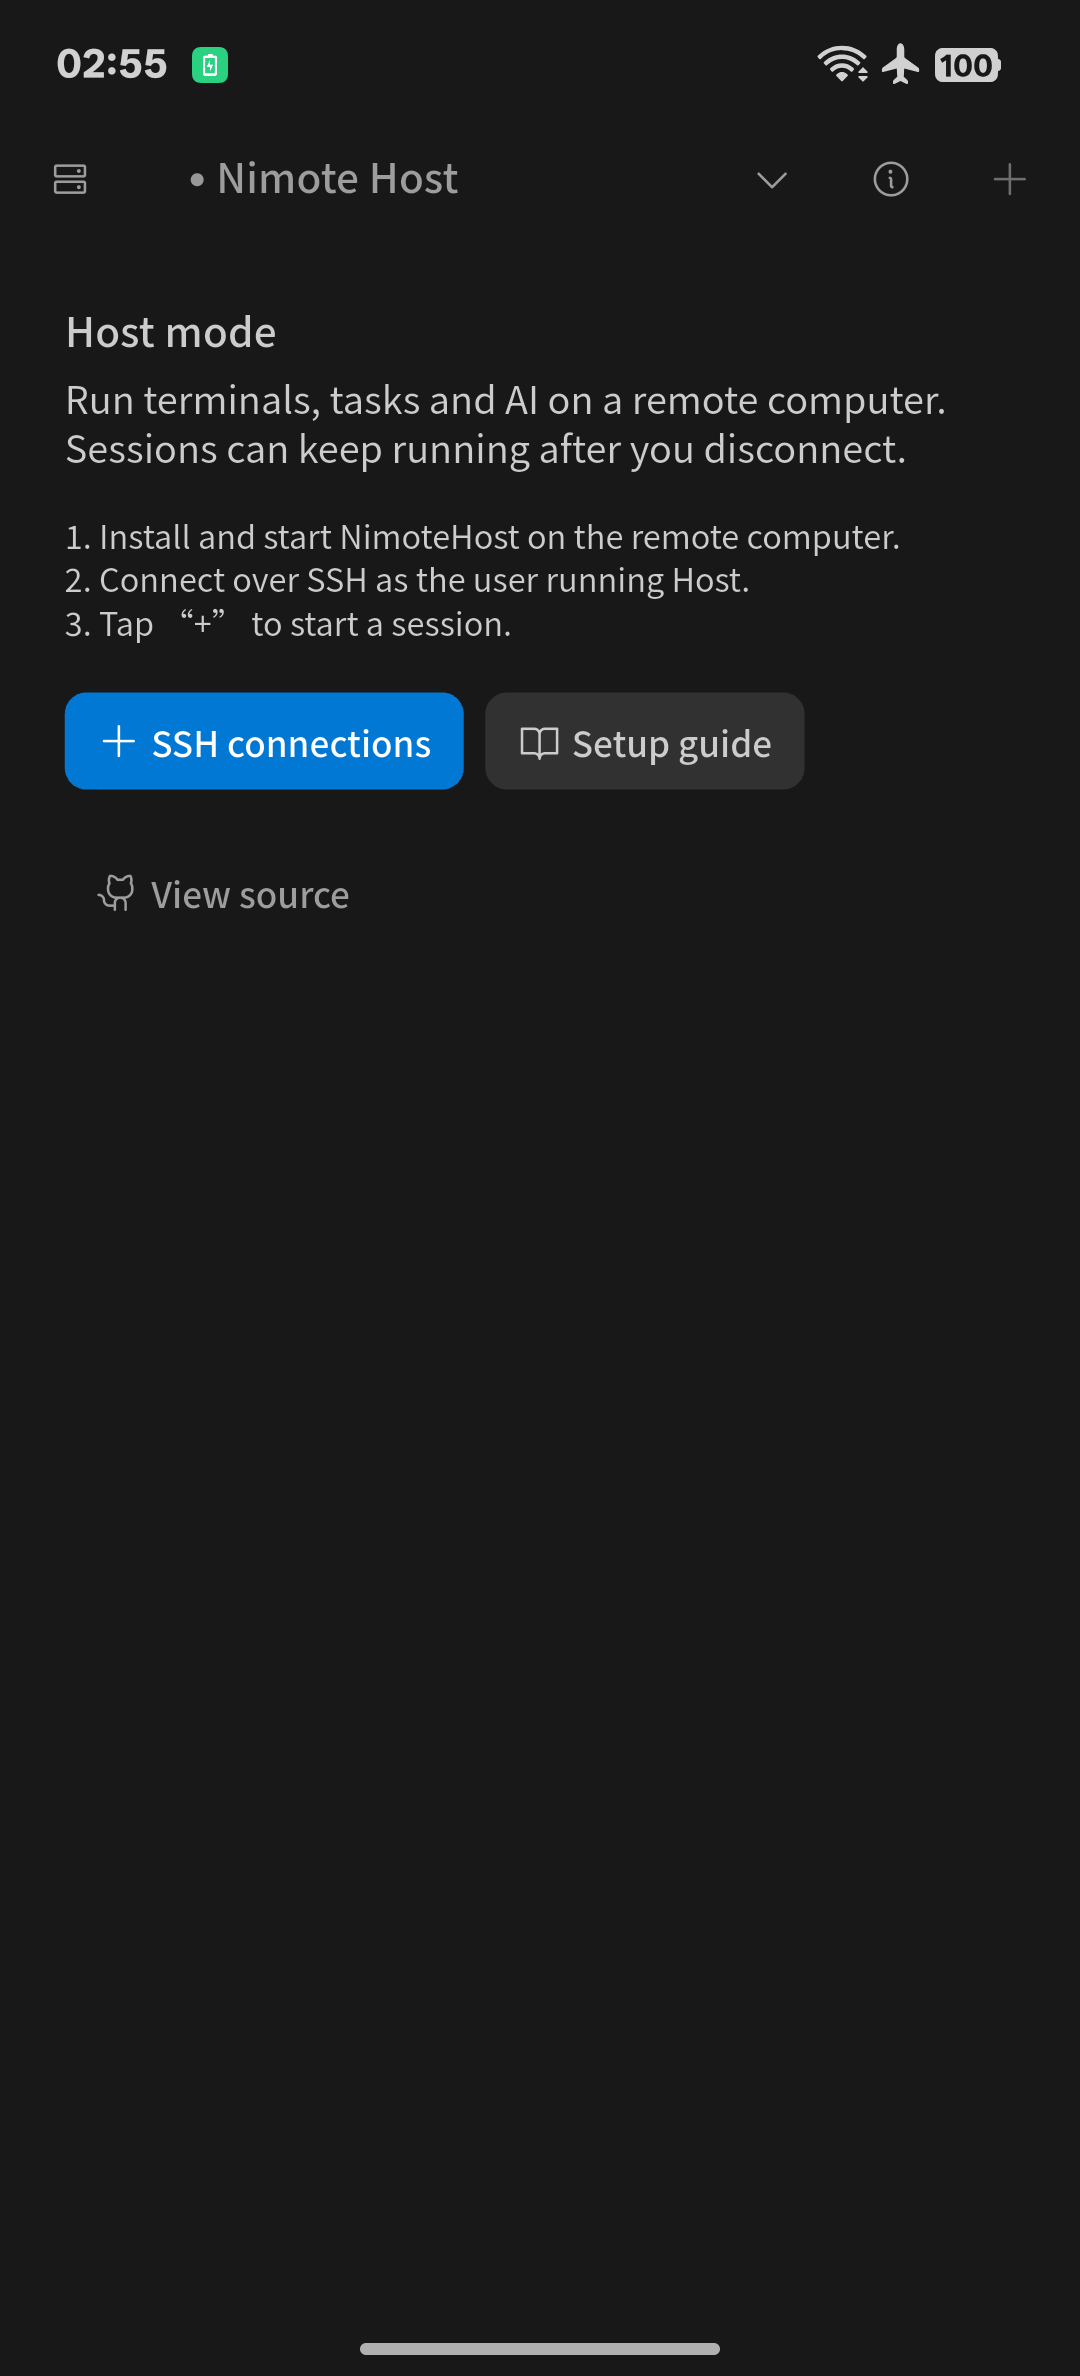 02:55
100
• Nimote Host
Host mode
Run terminals, tasks and AI on a remote computer.
Sessions can keep running after you disconnect.
1. Install and start NimoteHost on the remote computer.
2. Connect over SSH as the user running Host.
3. Tap “+” to start a session.
SSH connections
Setup guide
View source